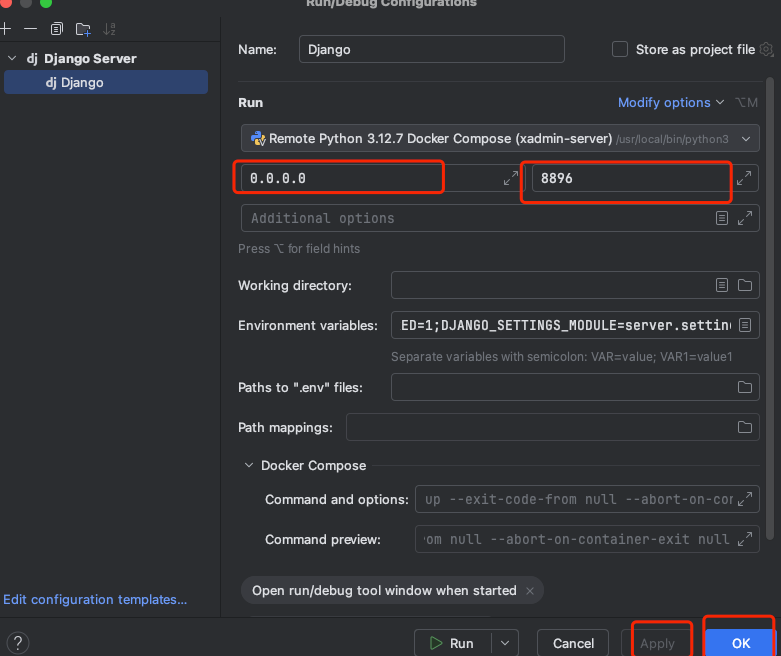 Run/Debug Configurations
dj Django Server
dj Django
Name: Django Store as project file
Run Modify options ⌥M
Remote Python 3.12.7 Docker Compose (xadmin-server) /usr/local/bin/python3
0.0.0.0 8896
Additional options
Press ⌥ for field hints
Working directory:
Environment variables: ED=1;DJANGO_SETTINGS_MODULE=server.settin
Separate variables with semicolon: VAR=value; VAR1=value1
Paths to ".env" files:
Path mappings:
Docker Compose
Command and options: up --exit-code-from null --abort-on-con
Command preview: om null --abort-on-container-exit null
Open run/debug tool window when started ×
Edit configuration templates...
? Run Cancel Apply OK